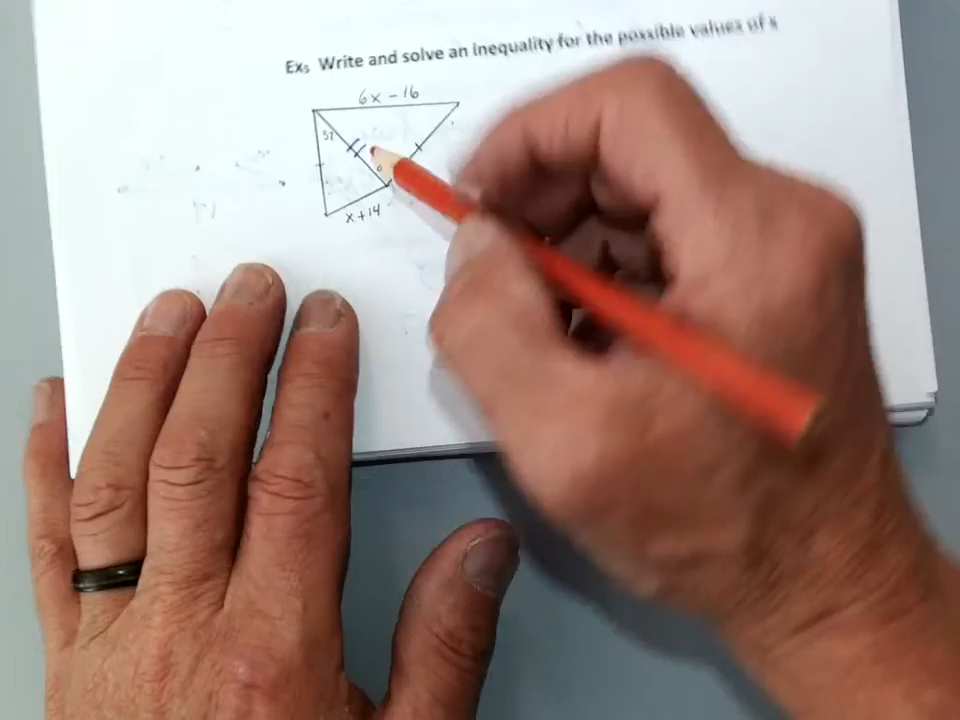 Ex₅ Write and solve an inequality for the possible values of x
6x - 16
37
x + 14